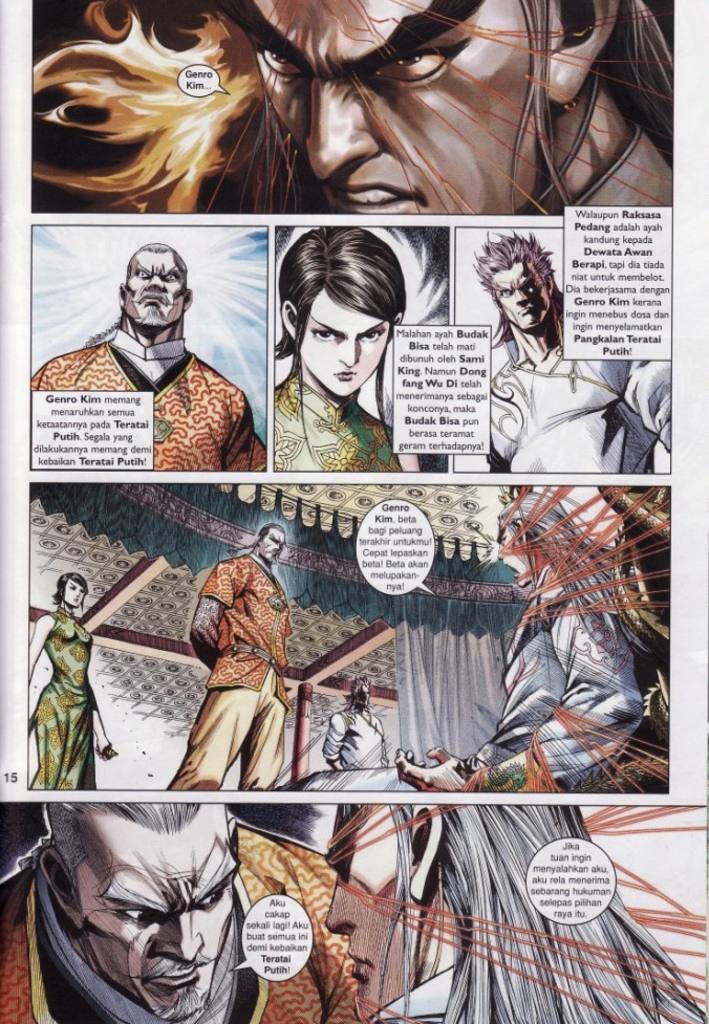 Genro
Kim...
Walaupun Raksasa
Pedang adalah ayah
kandung kepada
Dewata Awan
Berapi, tapi dia tiada
niat untuk membelot.
Dia bekerjasama dengan
Genro Kim kerana
ingin menebus dosa dan
ingin menyelamatkan
Pangkalan Teratai
Putih!
Genro Kim memang
menaruhkan semua
ketaatannya pada Teratai
Putih. Segala yang
dilakukannya memang demi
kebaikan Teratai Putih!
Malahan ayah Budak
Bisa telah mati
dibunuh oleh Sami
King. Namun Dong
fang Wu Di telah
menerimanya sebagai
konconya, maka
Budak Bisa pun
berasa teramat
geram terhadapnya!
Genro
Kim, beta
bagi peluang
terakhir untukmu!
Cepat lepaskan
beta! Beta akan
melupakan-
nya!
15
Jika
tuan ingin
menyalahkan aku,
aku rela menerima
sebarang hukuman
selepas pilihan
raya itu.
Aku
cakap
sekali lagi! Aku
buat semua ini
demi kebaikan
Teratai
Putih!